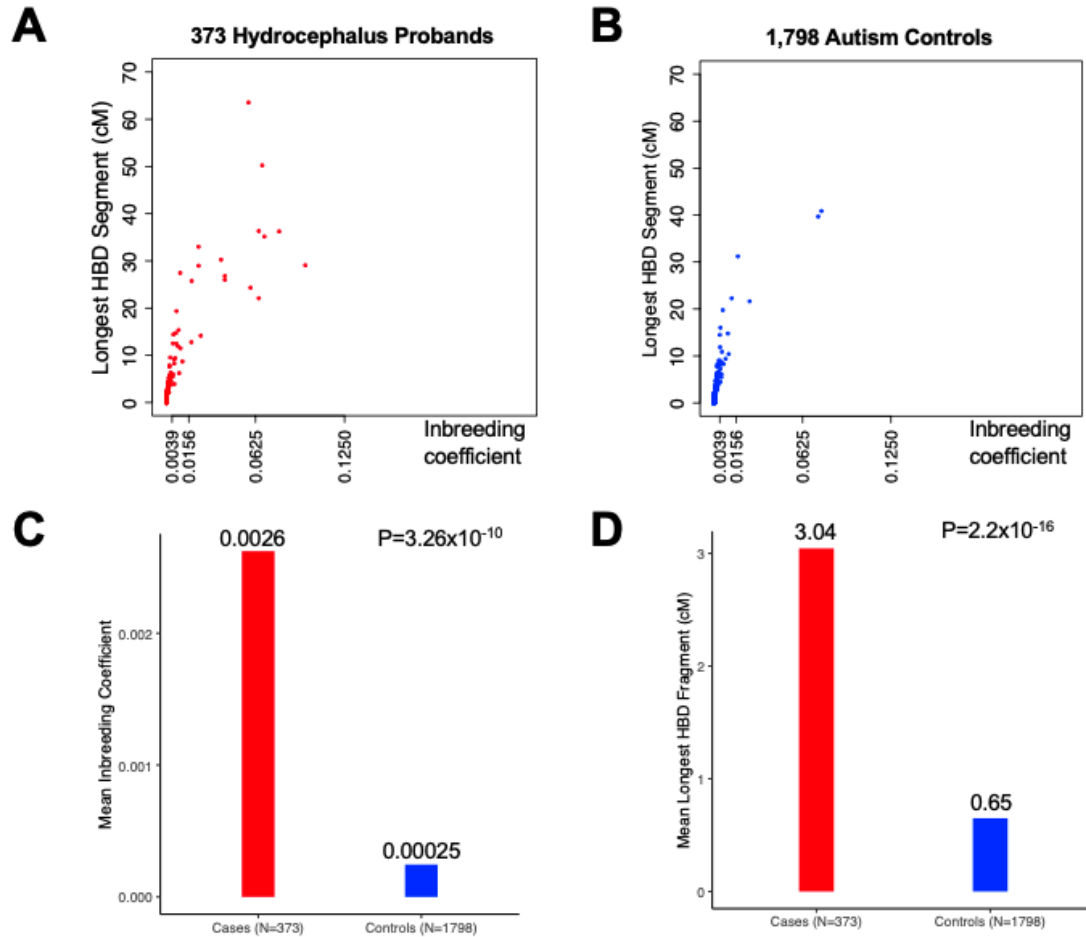 A
373 Hydrocephalus Probands
Longest HBD Segment (cM)
70
60
50
40
30
20
10
0
0.0039
0.0156
0.0625
0.1250
Inbreeding
coefficient
B
1,798 Autism Controls
Longest HBD Segment (cM)
70
60
50
40
30
20
10
0
0.0039
0.0156
0.0625
0.1250
Inbreeding
coefficient
C
0.0026
P=3.26x10⁻¹⁰
Mean Inbreeding Coefficient
0.002
0.001
0.000
0.00025
Cases (N=373)
Controls (N=1798)
D
3.04
P=2.2x10⁻¹⁶
Mean Longest HBD Fragment (cM)
3
2
1
0
0.65
Cases (N=373)
Controls (N=1798)